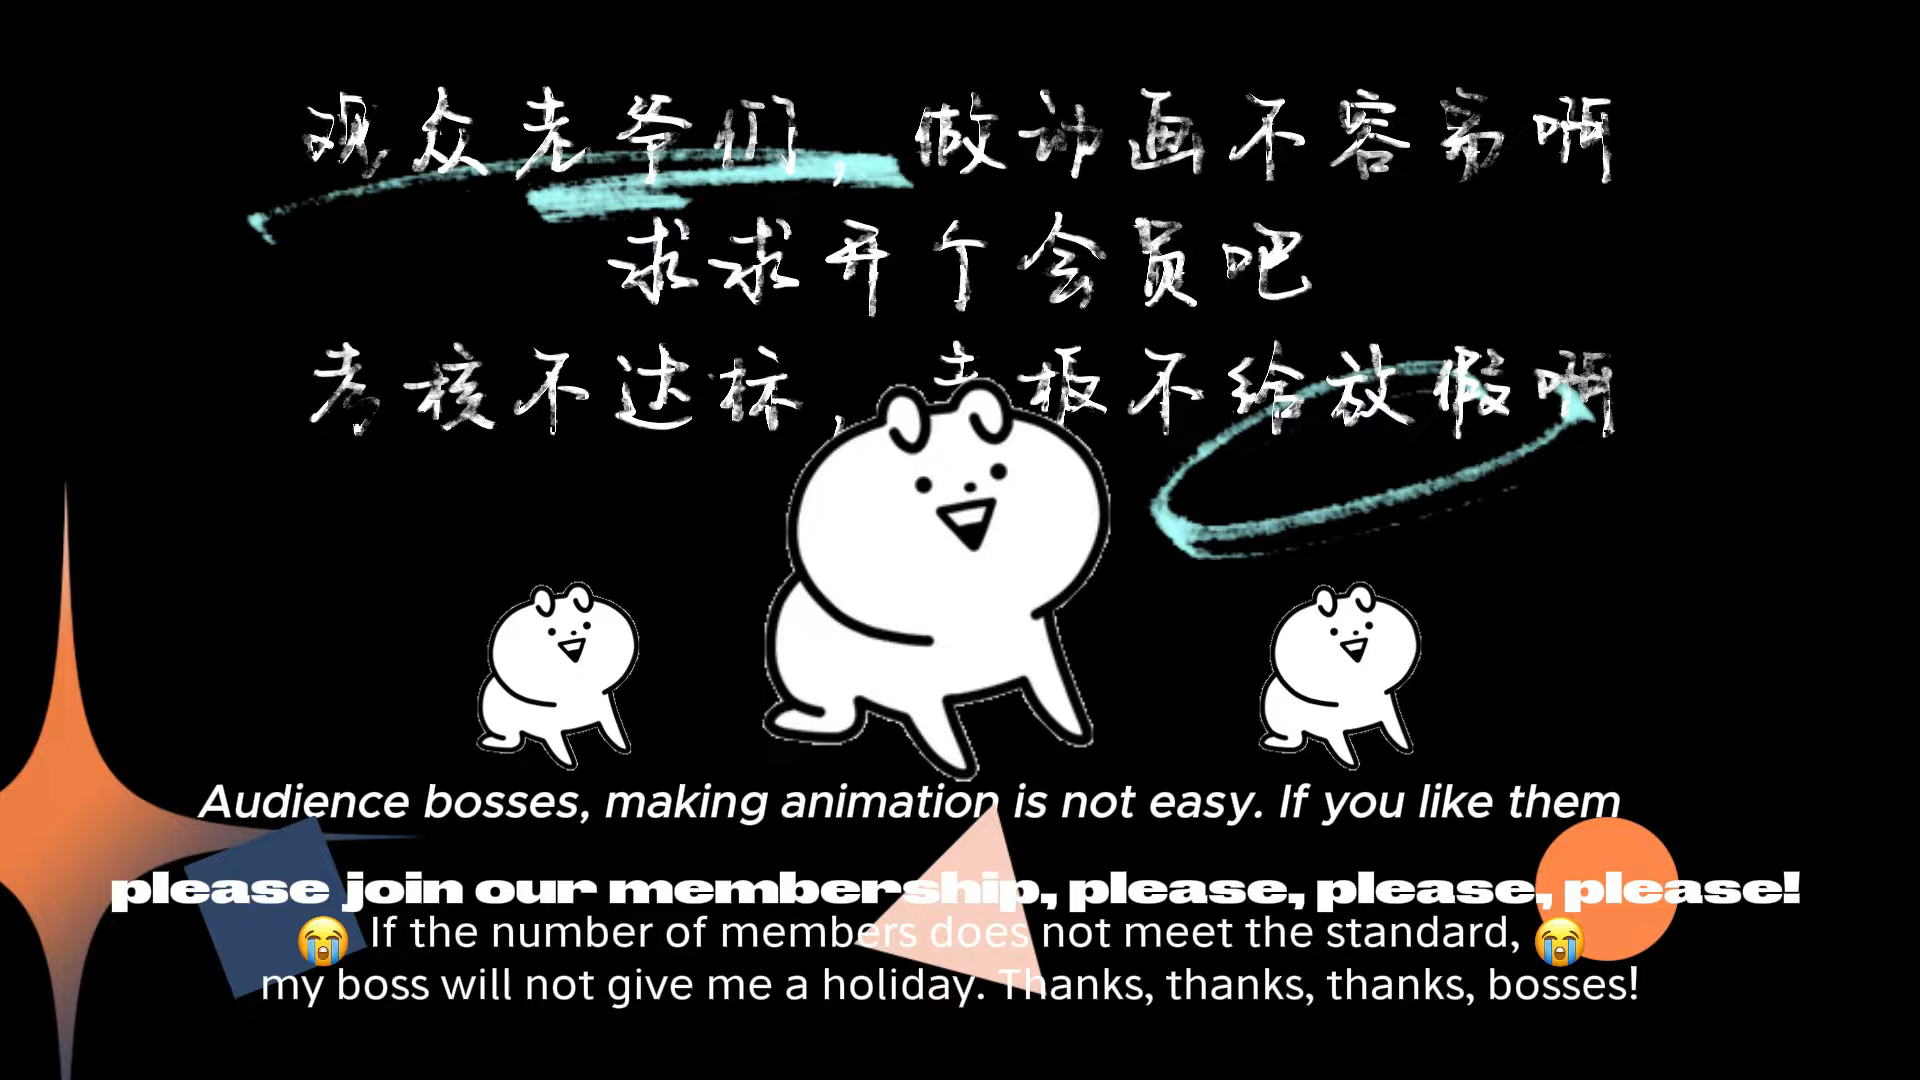 观众老爷们，做动画不容易啊
求求开个会员吧
考核不达标，老板不给放假啊
Audience bosses, making animation is not easy. If you like them
please join our membership, please, please, please!
😭 If the number of members does not meet the standard, 😭
my boss will not give me a holiday. Thanks, thanks, thanks, bosses!